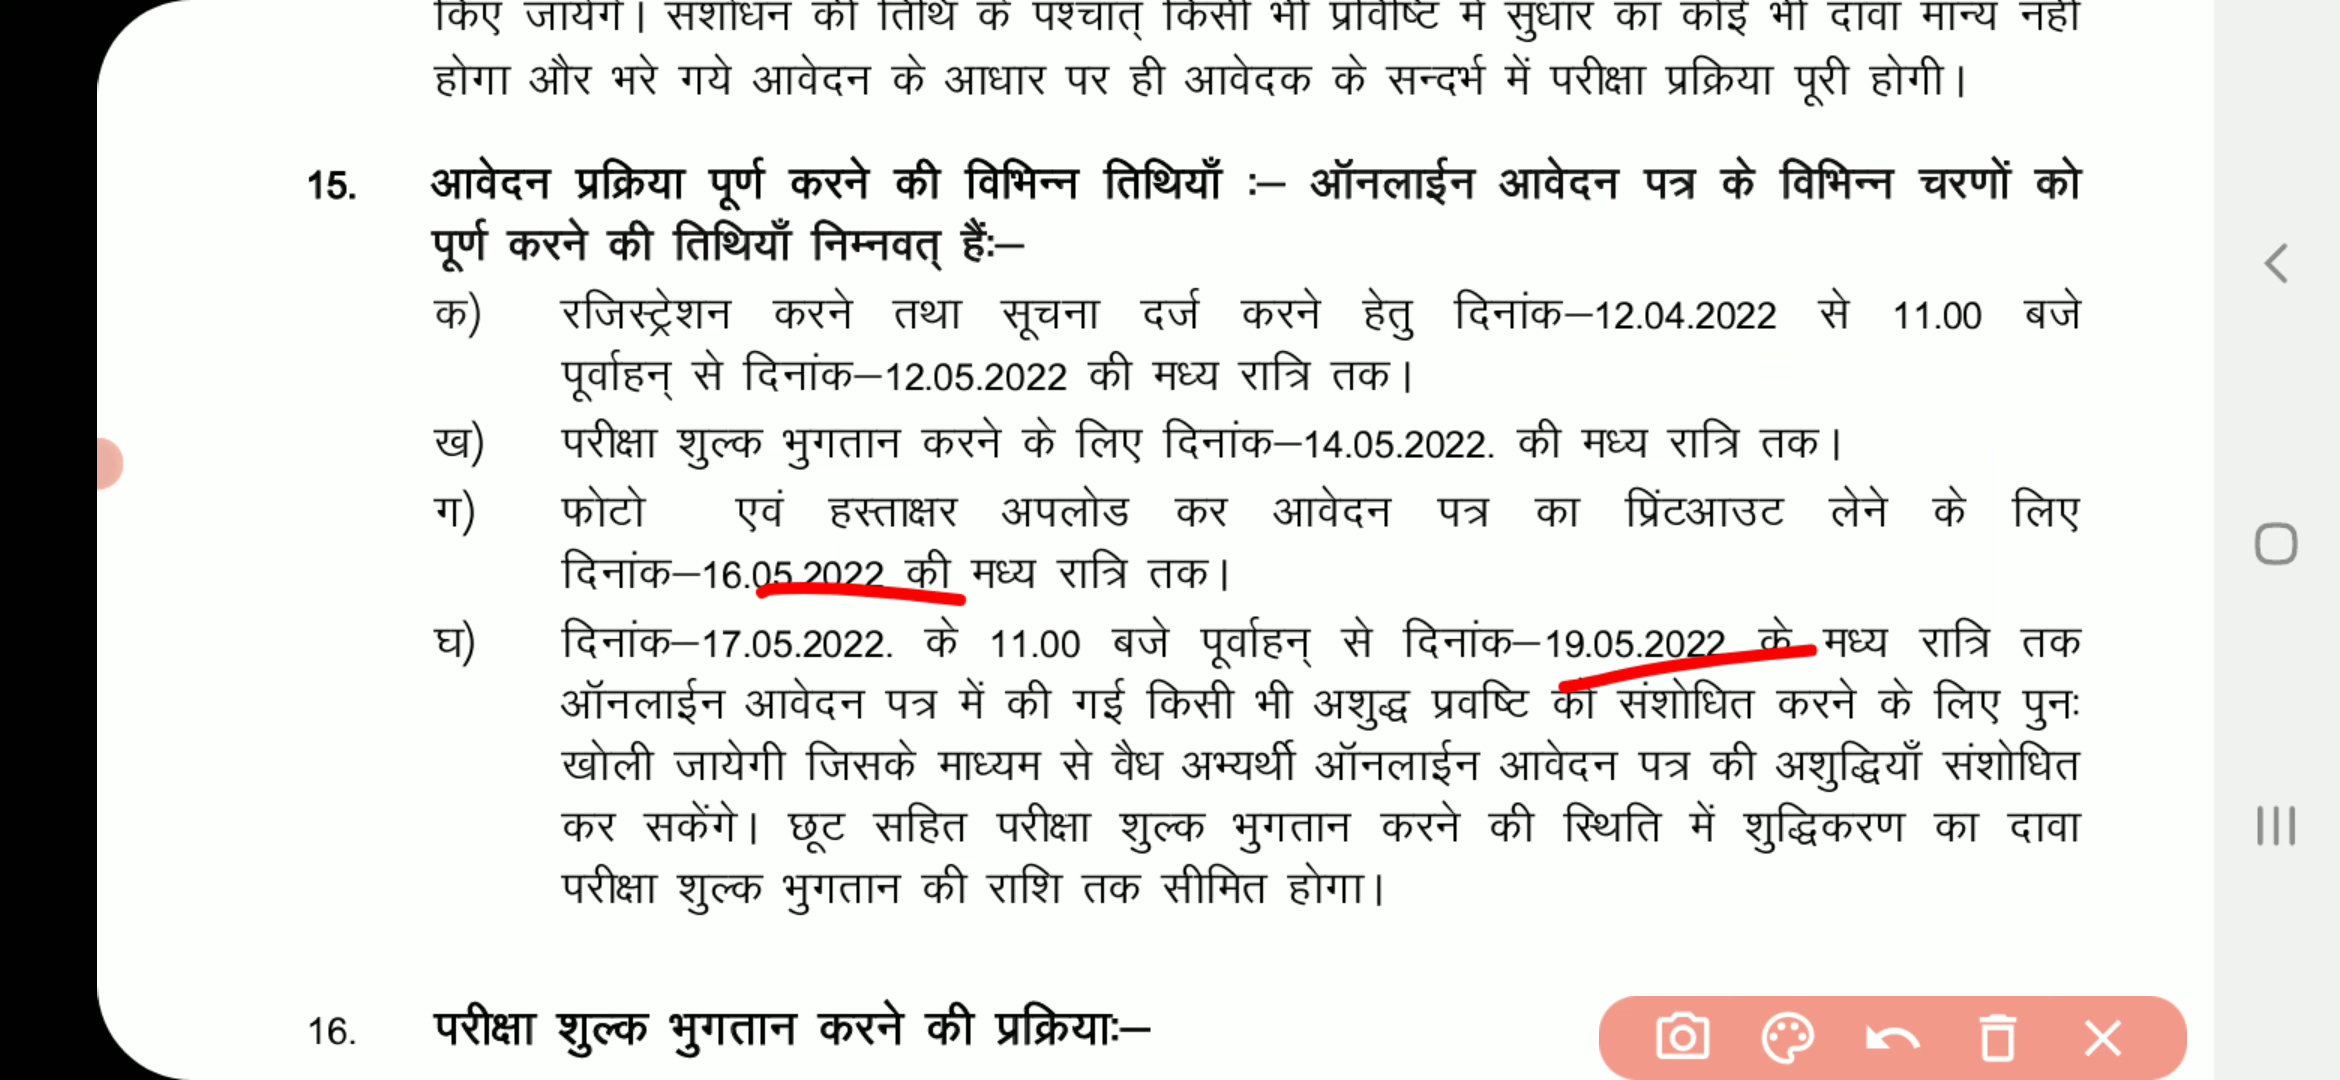 किए जायेंगे। संशोधन की तिथि के पश्चात् किसी भी प्रविष्टि में सुधार का कोई भी दावा मान्य नहीं
होगा और भरे गये आवेदन के आधार पर ही आवेदक के सन्दर्भ में परीक्षा प्रक्रिया पूरी होगी।
15. आवेदन प्रक्रिया पूर्ण करने की विभिन्न तिथियाँ :– ऑनलाईन आवेदन पत्र के विभिन्न चरणों को
पूर्ण करने की तिथियाँ निम्नवत् हैं:–
क) रजिस्ट्रेशन करने तथा सूचना दर्ज करने हेतु दिनांक–12.04.2022 से 11.00 बजे
पूर्वाहन् से दिनांक–12.05.2022 की मध्य रात्रि तक।
ख) परीक्षा शुल्क भुगतान करने के लिए दिनांक–14.05.2022. की मध्य रात्रि तक।
ग) फोटो एवं हस्ताक्षर अपलोड कर आवेदन पत्र का प्रिंटआउट लेने के लिए
दिनांक–16.05.2022 की मध्य रात्रि तक।
घ) दिनांक–17.05.2022. के 11.00 बजे पूर्वाहन् से दिनांक–19.05.2022 के मध्य रात्रि तक
ऑनलाईन आवेदन पत्र में की गई किसी भी अशुद्ध प्रवष्टि को संशोधित करने के लिए पुनः
खोली जायेगी जिसके माध्यम से वैध अभ्यर्थी ऑनलाईन आवेदन पत्र की अशुद्धियाँ संशोधित
कर सकेंगे। छूट सहित परीक्षा शुल्क भुगतान करने की स्थिति में शुद्धिकरण का दावा
परीक्षा शुल्क भुगतान की राशि तक सीमित होगा।
16. परीक्षा शुल्क भुगतान करने की प्रक्रियाः–